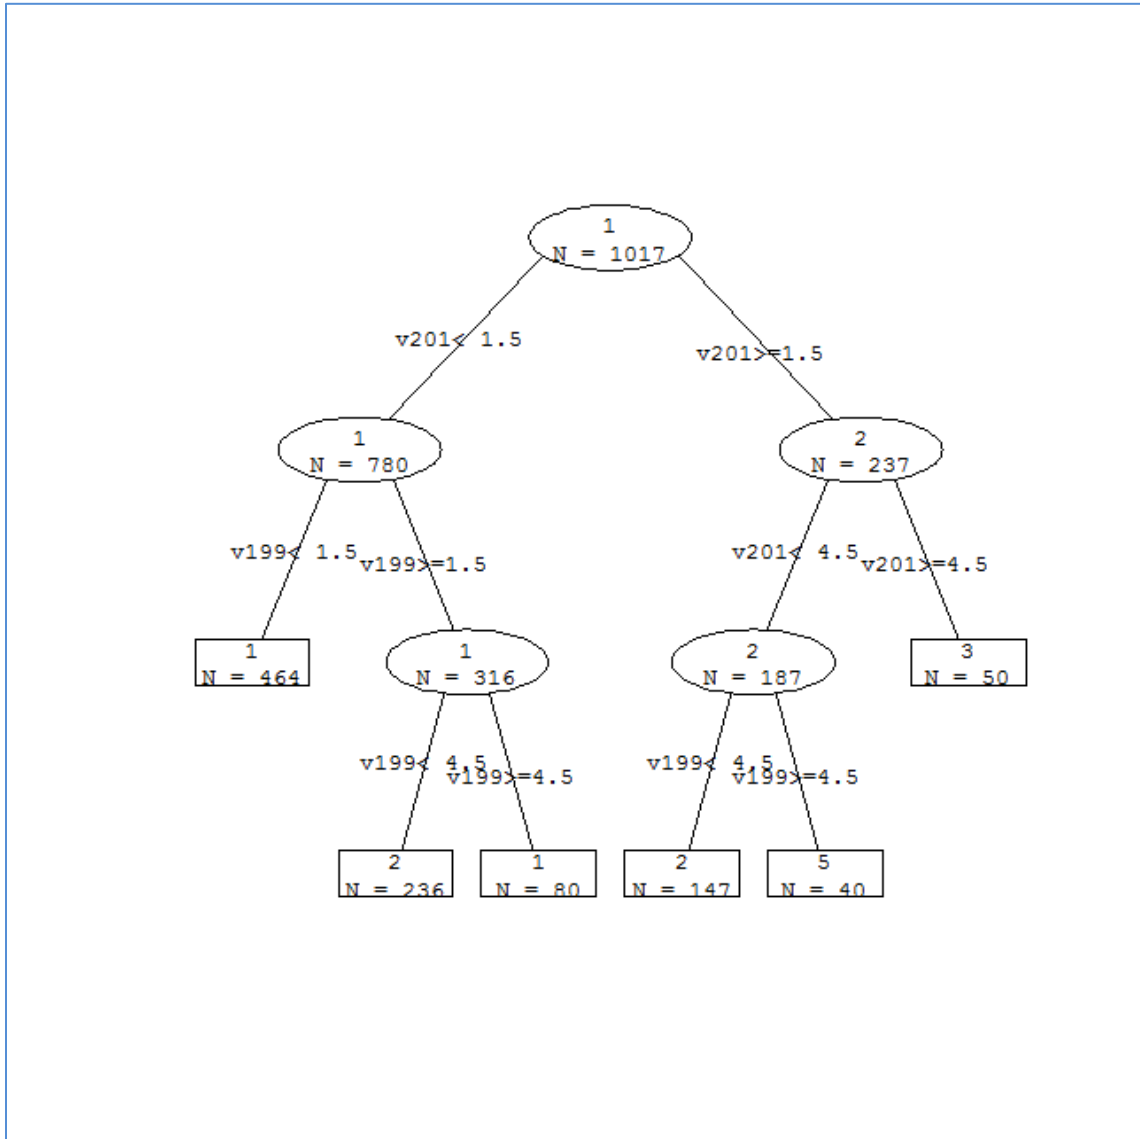 1
N = 1017
v201< 1.5
v201>=1.5
1
N = 780
2
N = 237
v199< 1.5
v199>=1.5
v201< 4.5
v201>=4.5
1
N = 464
1
N = 316
2
N = 187
3
N = 50
v199< 4.5
v199>=4.5
v199< 4.5
v199>=4.5
2
N = 236
1
N = 80
2
N = 147
5
N = 40